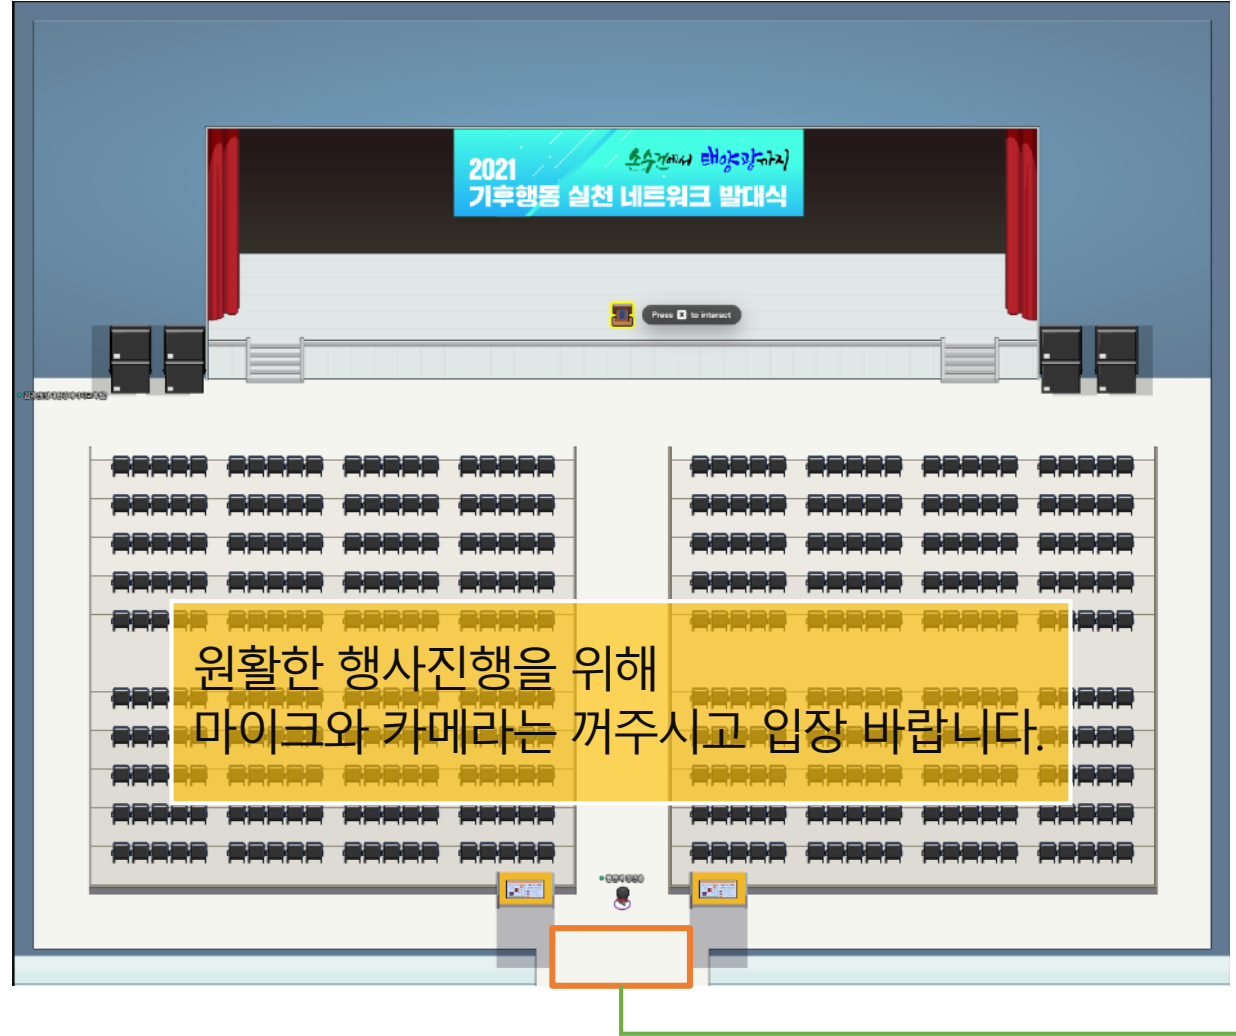 손수건에서 태양광까지
2021
기후행동 실천 네트워크 발대식
Press X to interact
원활한 행사진행을 위해
마이크와 카메라는 꺼주시고 입장 바랍니다.